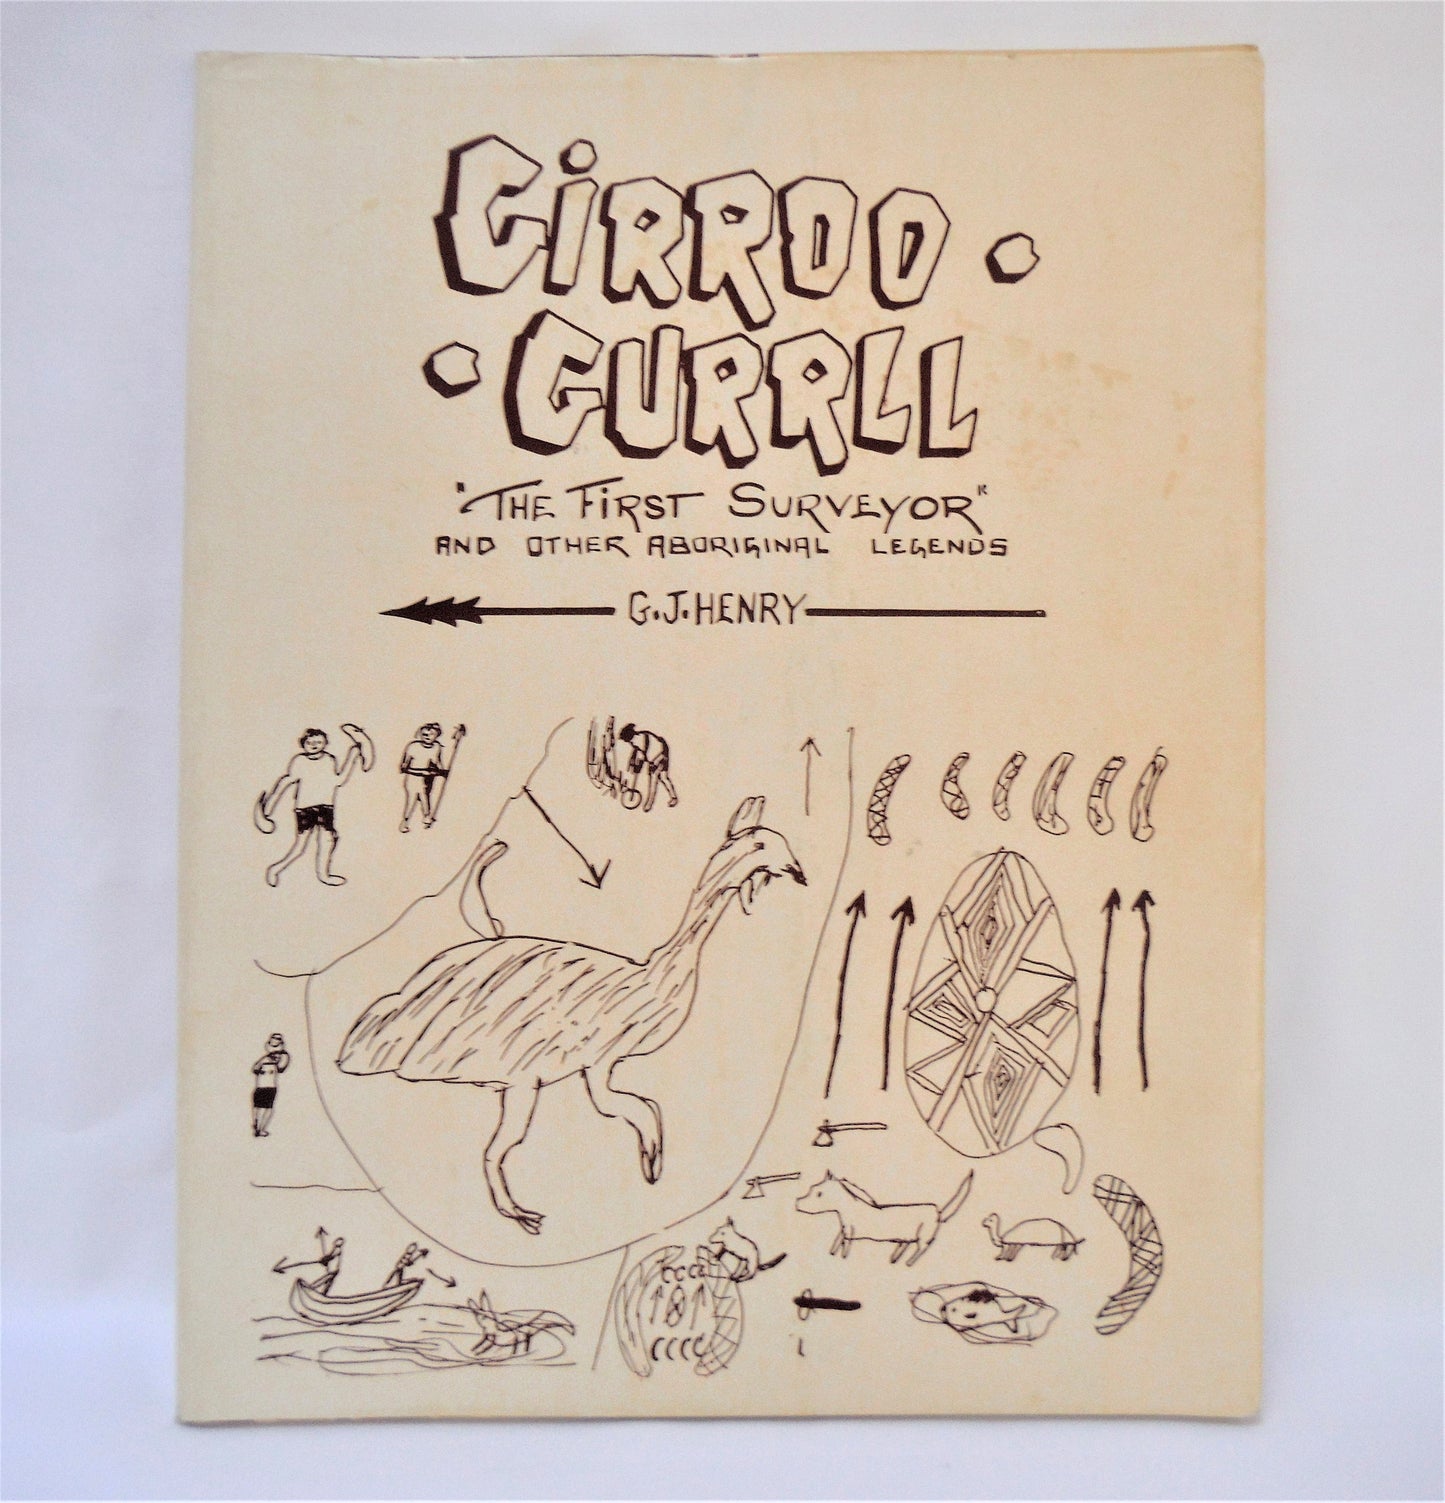 GiRROO
GURRLL
"THE FiRST SURVEYOR"
AND OTHER ABORIGINAL LEGENDS
G.J.HENRY